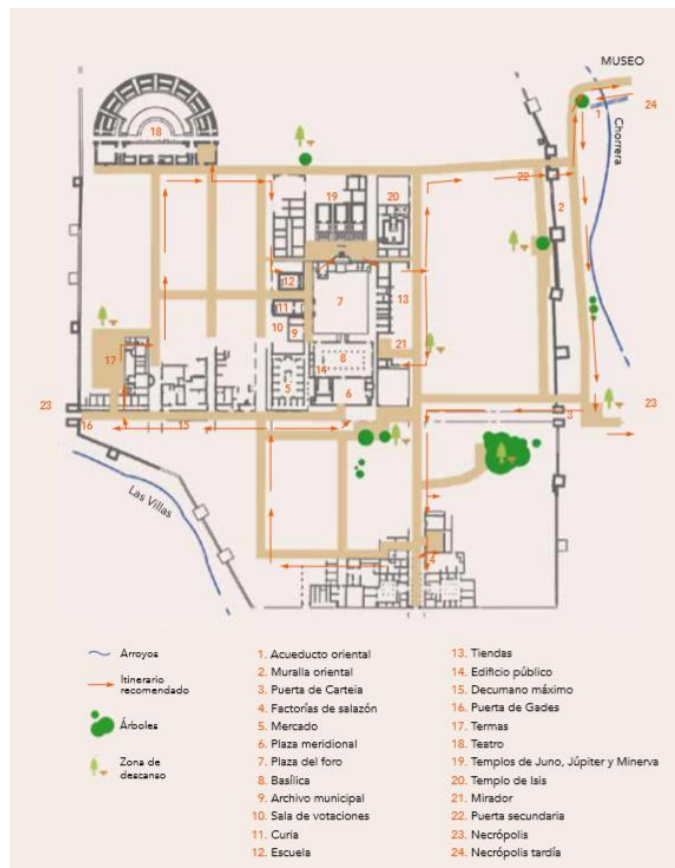 MUSEO
24
1
Chorrera
18
19
20
22
2
12
7
13
11
10
9
21
17
8
14
5
6
23
16
15
3
23
Las Villas
4
Arroyos
Itinerario
recomendado
Árboles
Zona de
descanso
1. Acueducto oriental
2. Muralla oriental
3. Puerta de Carteia
4. Factorías de salazón
5. Mercado
6. Plaza meridional
7. Plaza del foro
8. Basílica
9. Archivo municipal
10. Sala de votaciones
11. Curia
12. Escuela
13. Tiendas
14. Edificio público
15. Decumano máximo
16. Puerta de Gades
17. Termas
18. Teatro
19. Templos de Juno, Júpiter y Minerva
20. Templo de Isis
21. Mirador
22. Puerta secundaria
23. Necrópolis
24. Necrópolis tardía